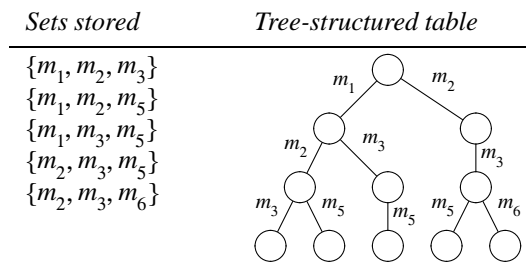 Sets stored Tree-structured table
{m₁, m₂, m₃}
{m₁, m₂, m₅}
{m₁, m₃, m₅}
{m₂, m₃, m₅}
{m₂, m₃, m₆}
m₁ m₂
m₂ m₃ m₃
m₃ m₅ m₅ m₅ m₆